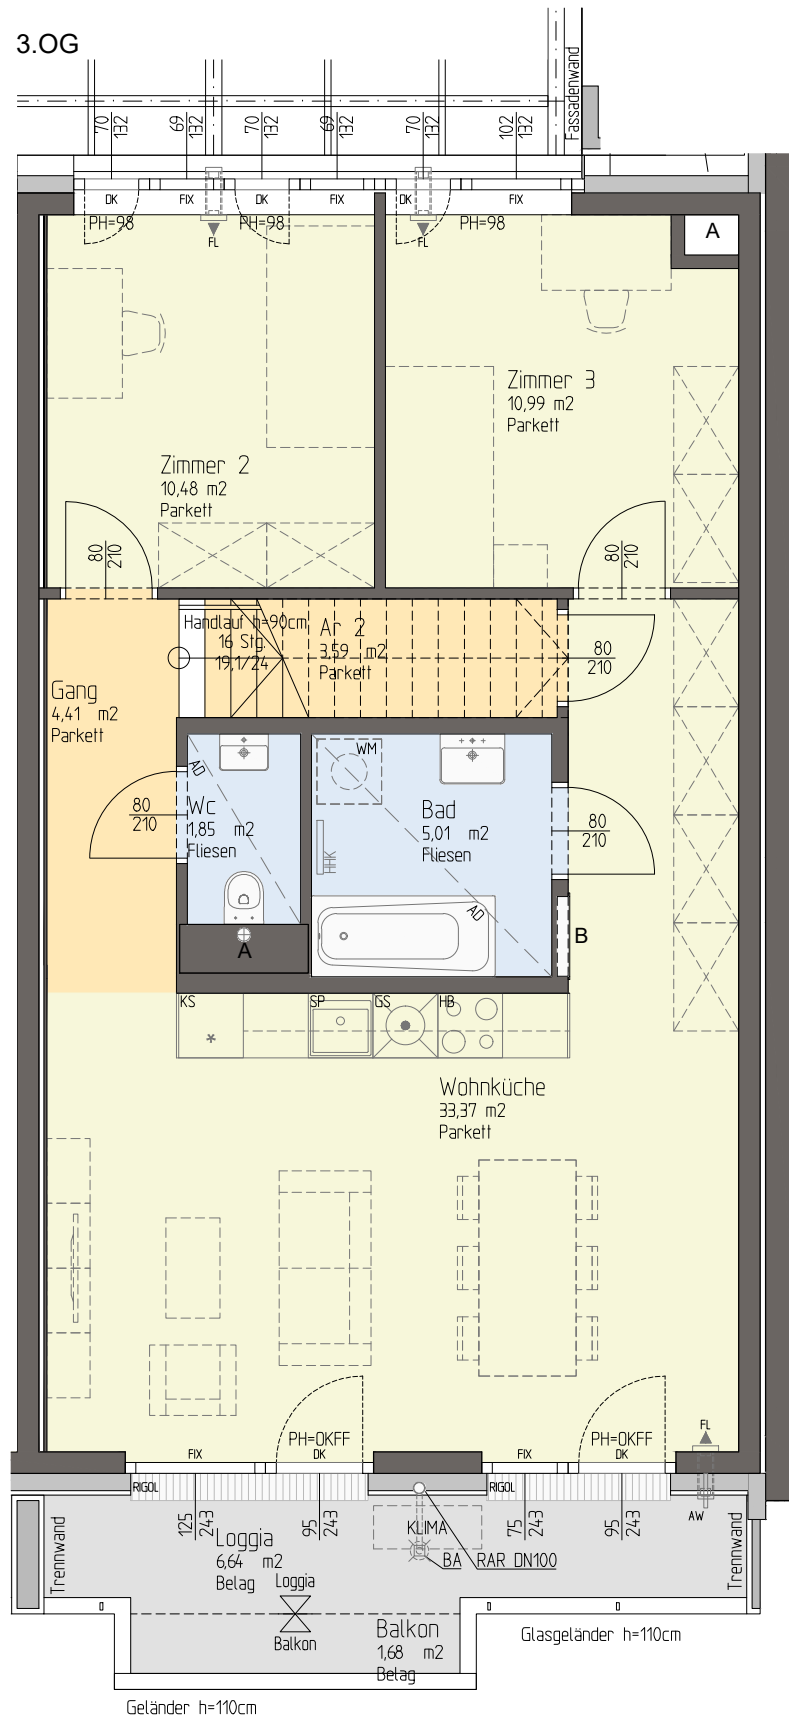 3.OG
Fassadenwand
70
132
69
132
70
132
69
132
70
132
102
132
DK
FIX
DK
FIX
DK
FIX
PH=98
PH=98
PH=98
FL
FL
A
Zimmer 3
10,99 m2
Parkett
Zimmer 2
10,48 m2
Parkett
80
210
80
210
Handlauf h=90cm
16 Stg.
19,1/24
Ar 2
3,59 m2
Parkett
80
210
Gang
4,41 m2
Parkett
AD
WM
Wc
1,85 m2
Fliesen
80
210
HHK
Bad
5,01 m2
Fliesen
80
210
AD
A
B
KS
SP
GS
HB
*
Wohnküche
33,37 m2
Parkett
PH=OKFF
PH=OKFF
FL
FIX
DK
FIX
DK
RIGOL
RIGOL
AW
125
243
95
243
75
243
95
243
Trennwand
Trennwand
KLIMA
Loggia
6,64 m2
Belag
BA
RAR DN100
Loggia
Balkon
Balkon
1,68 m2
Belag
Glasgeländer h=110cm
Geländer h=110cm